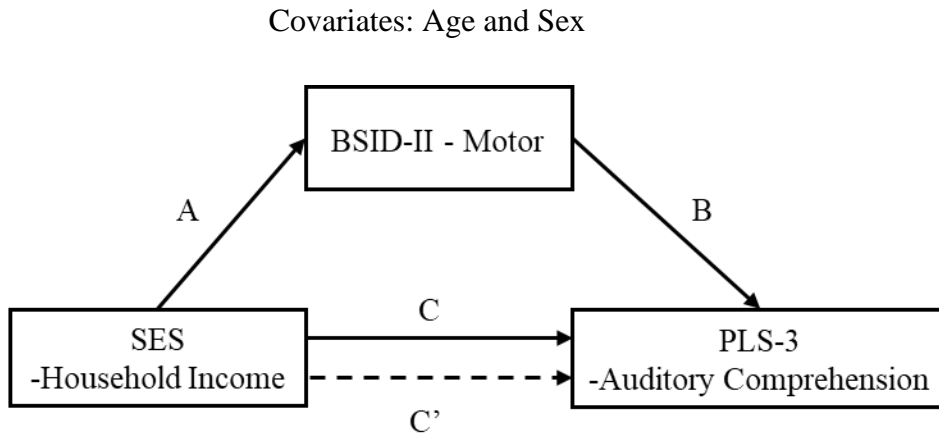 Covariates: Age and Sex
BSID-II - Motor
A
B
SES
-Household Income
C
C’
PLS-3
-Auditory Comprehension